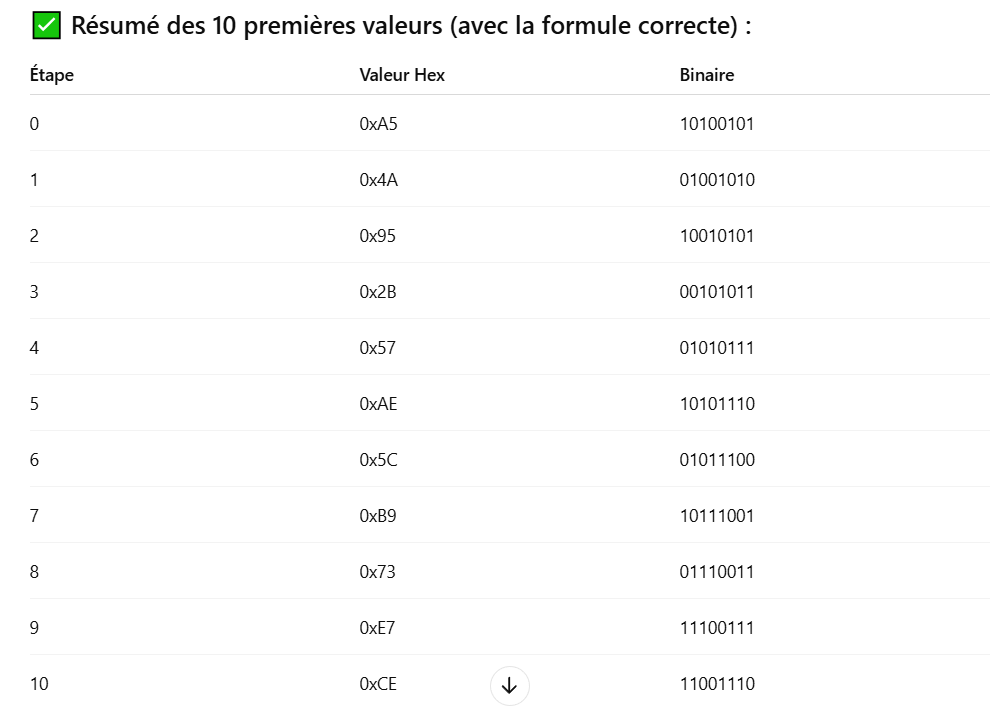 ✅ Résumé des 10 premières valeurs (avec la formule correcte) :
Étape Valeur Hex Binaire
0 0xA5 10100101
1 0x4A 01001010
2 0x95 10010101
3 0x2B 00101011
4 0x57 01010111
5 0xAE 10101110
6 0x5C 01011100
7 0xB9 10111001
8 0x73 01110011
9 0xE7 11100111
10 0xCE 11001110